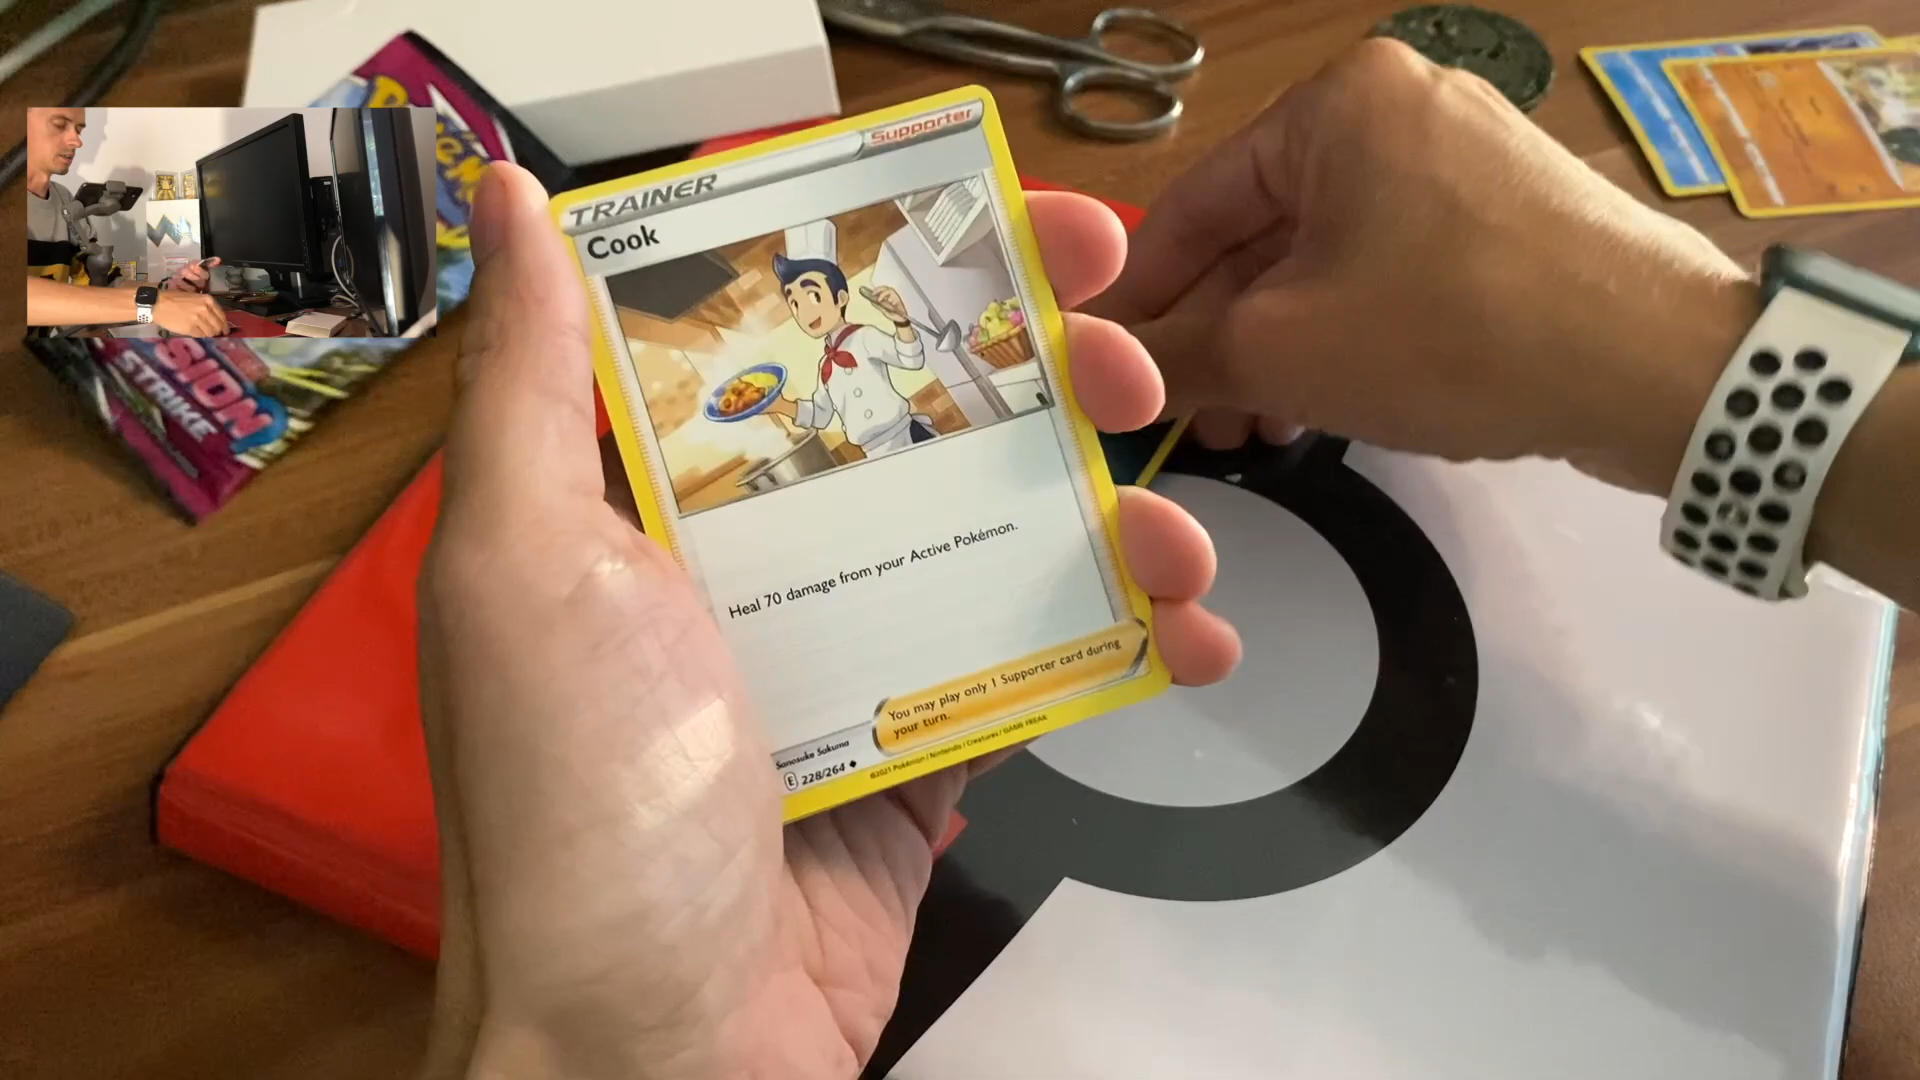 Supporter
TRAINER
Cook
Heal 70 damage from your Active Pokémon.
You may play only 1 Supporter card during
your turn.
Sanosuke Sakuma
E 228/264
©2021 Pokémon / Nintendo / Creatures / GAME FREAK
STRIKE